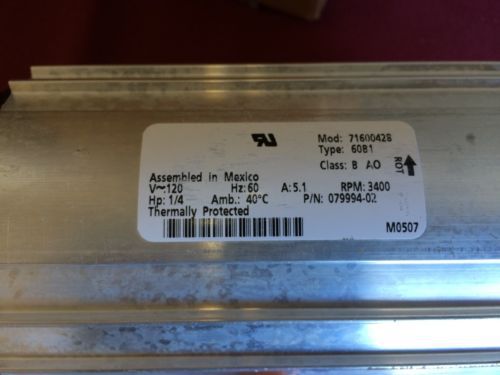 Mod: 71600428
Type: 60B1
Class: B AO
ROT
Assembled in Mexico
V~:120 Hz:60 A:5.1 RPM: 3400
Hp: 1/4 Amb.: 40°C P/N: 079994-02
Thermally Protected
M0507